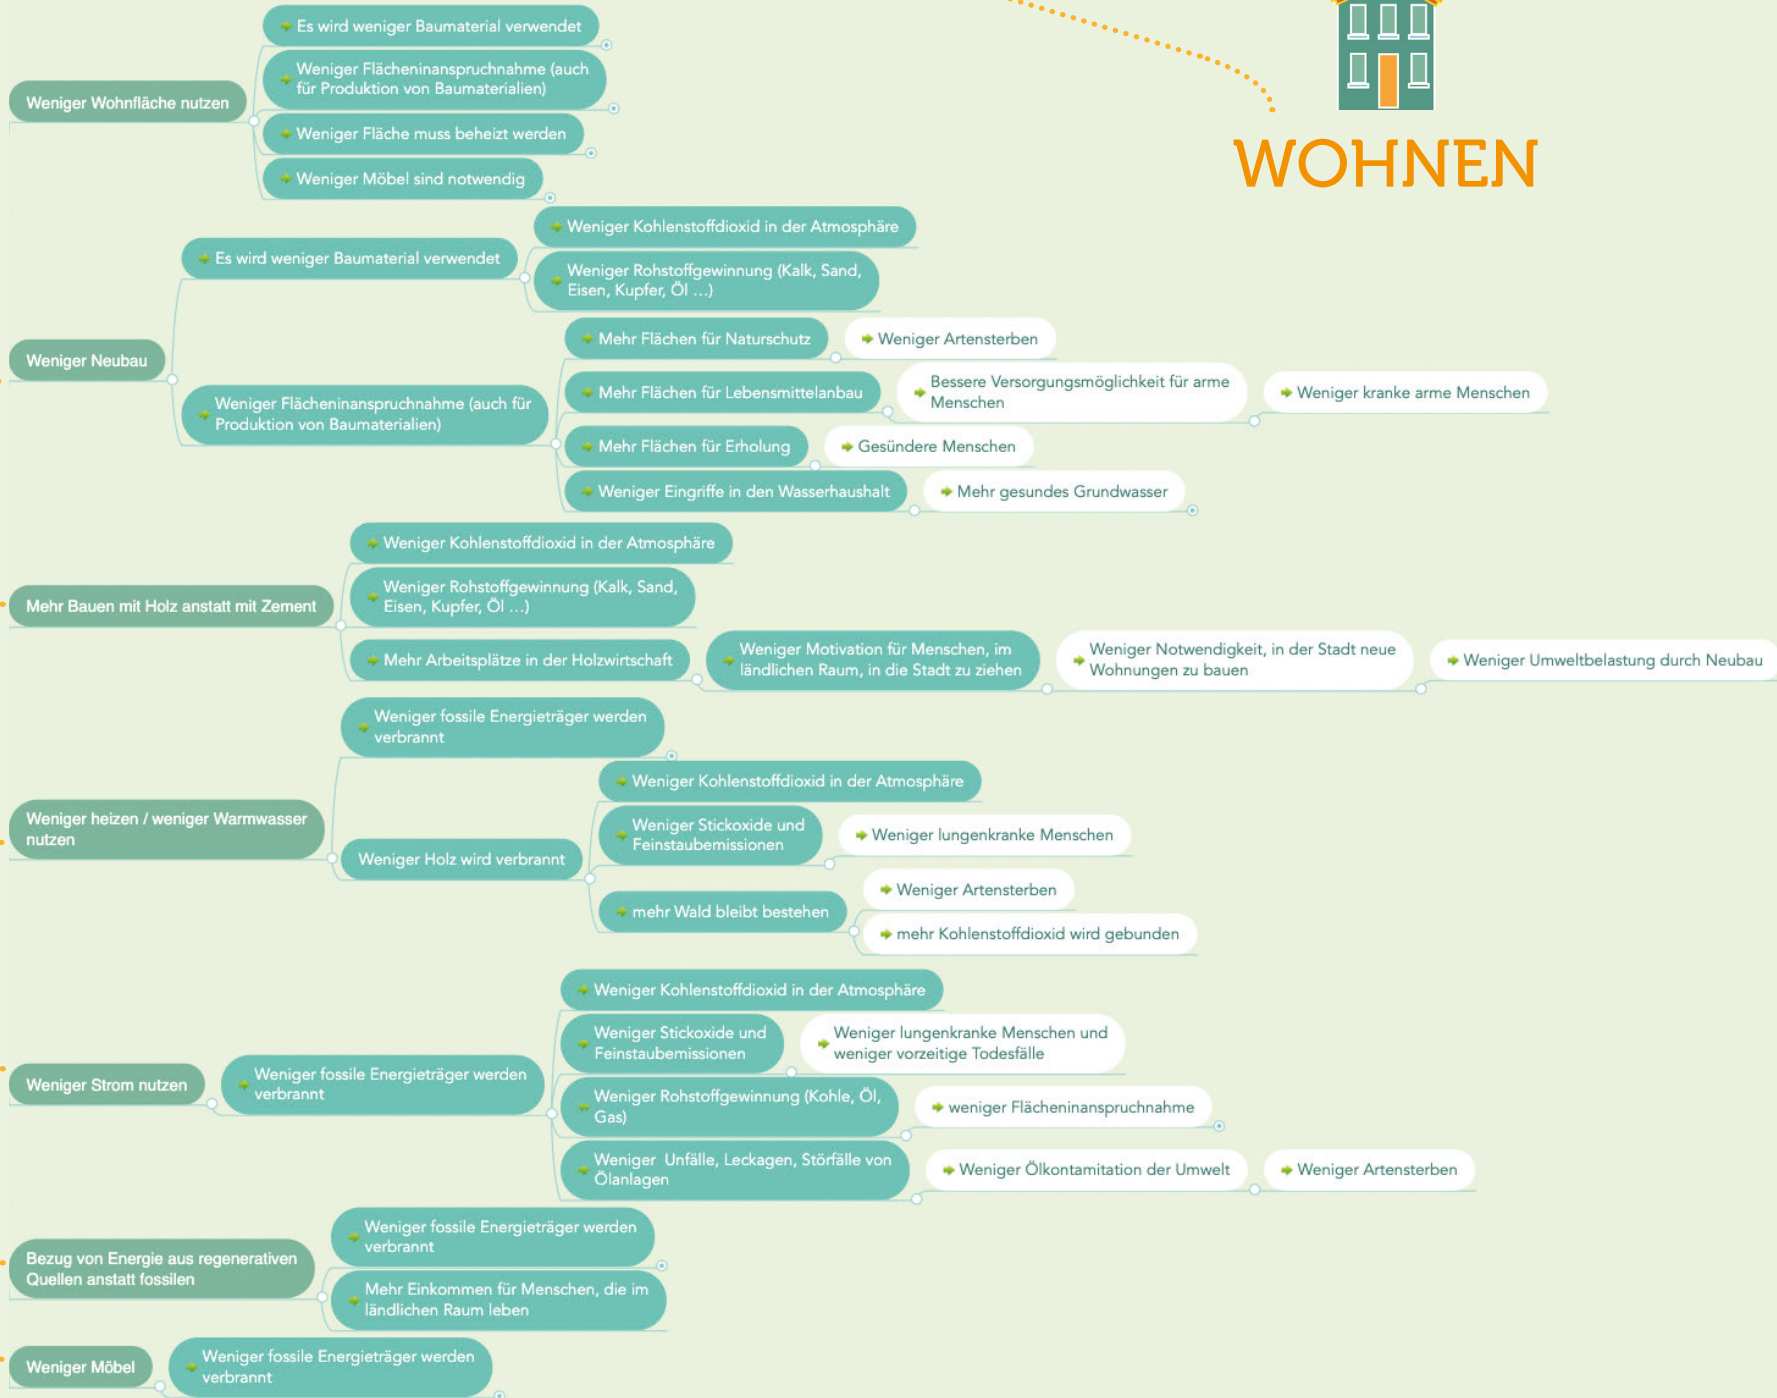 WOHNEN
Weniger Wohnfläche nutzen
Es wird weniger Baumaterial verwendet
Weniger Flächeninanspruchnahme (auch
für Produktion von Baumaterialien)
Weniger Fläche muss beheizt werden
Weniger Möbel sind notwendig
Weniger Neubau
Es wird weniger Baumaterial verwendet
Weniger Kohlenstoffdioxid in der Atmosphäre
Weniger Rohstoffgewinnung (Kalk, Sand,
Eisen, Kupfer, Öl ...)
Weniger Flächeninanspruchnahme (auch für
Produktion von Baumaterialien)
Mehr Flächen für Naturschutz
Weniger Artensterben
Mehr Flächen für Lebensmittelanbau
Bessere Versorgungsmöglichkeit für arme
Menschen
Weniger kranke arme Menschen
Mehr Flächen für Erholung
Gesündere Menschen
Weniger Eingriffe in den Wasserhaushalt
Mehr gesundes Grundwasser
Mehr Bauen mit Holz anstatt mit Zement
Weniger Kohlenstoffdioxid in der Atmosphäre
Weniger Rohstoffgewinnung (Kalk, Sand,
Eisen, Kupfer, Öl ...)
Mehr Arbeitsplätze in der Holzwirtschaft
Weniger Motivation für Menschen, im
ländlichen Raum, in die Stadt zu ziehen
Weniger Notwendigkeit, in der Stadt neue
Wohnungen zu bauen
Weniger Umweltbelastung durch Neubau
Weniger heizen / weniger Warmwasser
nutzen
Weniger fossile Energieträger werden
verbrannt
Weniger Holz wird verbrannt
Weniger Kohlenstoffdioxid in der Atmosphäre
Weniger Stickoxide und
Feinstaubemissionen
Weniger lungenkranke Menschen
mehr Wald bleibt bestehen
Weniger Artensterben
mehr Kohlenstoffdioxid wird gebunden
Weniger Strom nutzen
Weniger fossile Energieträger werden
verbrannt
Weniger Kohlenstoffdioxid in der Atmosphäre
Weniger Stickoxide und
Feinstaubemissionen
Weniger lungenkranke Menschen und
weniger vorzeitige Todesfälle
Weniger Rohstoffgewinnung (Kohle, Öl,
Gas)
weniger Flächeninanspruchnahme
Weniger Unfälle, Leckagen, Störfälle von
Ölanlagen
Weniger Ölkontamitation der Umwelt
Weniger Artensterben
Bezug von Energie aus regenerativen
Quellen anstatt fossilen
Weniger fossile Energieträger werden
verbrannt
Mehr Einkommen für Menschen, die im
ländlichen Raum leben
Weniger Möbel
Weniger fossile Energieträger werden
verbrannt